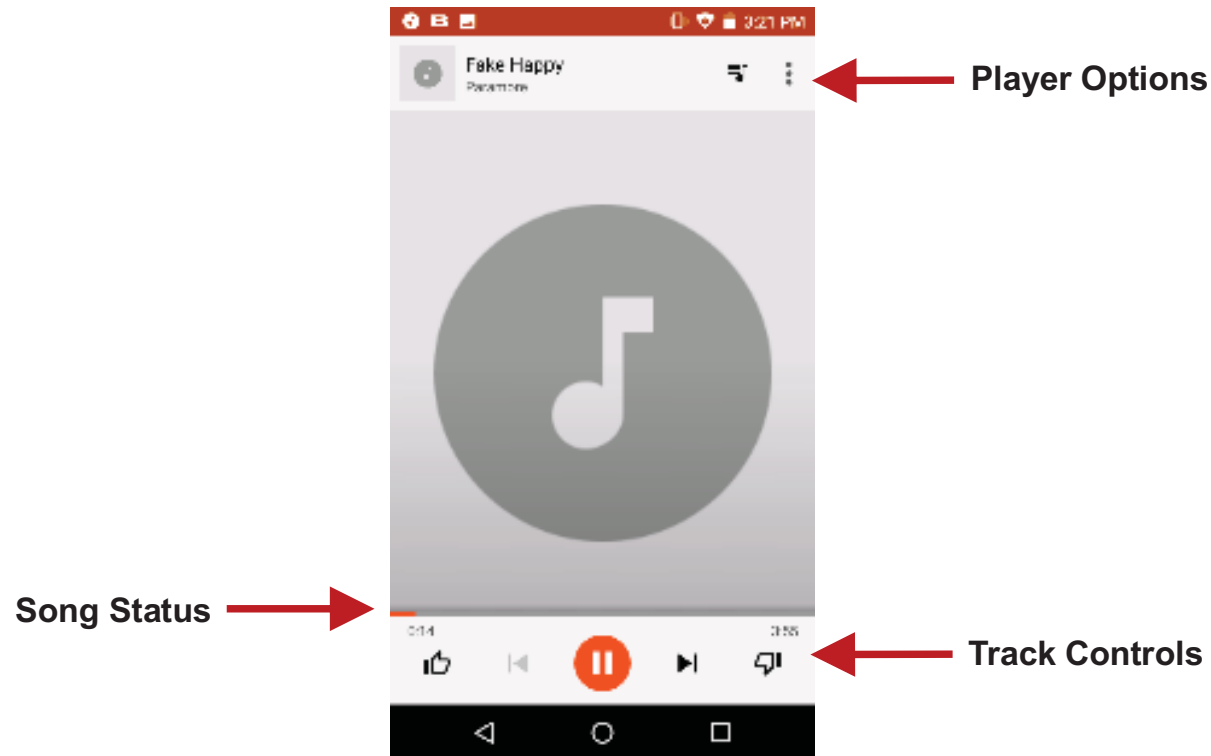 3:21 PM
Fake Happy
Paramore
Player Options
Song Status
0:14
3:55
Track Controls